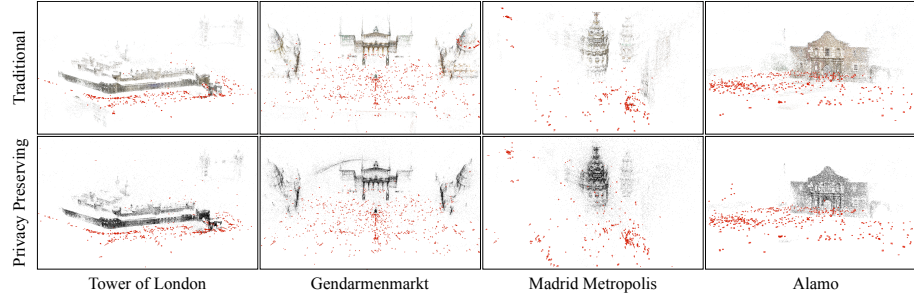 Traditional
Privacy Preserving
Tower of London
Gendarmenmarkt
Madrid Metropolis
Alamo